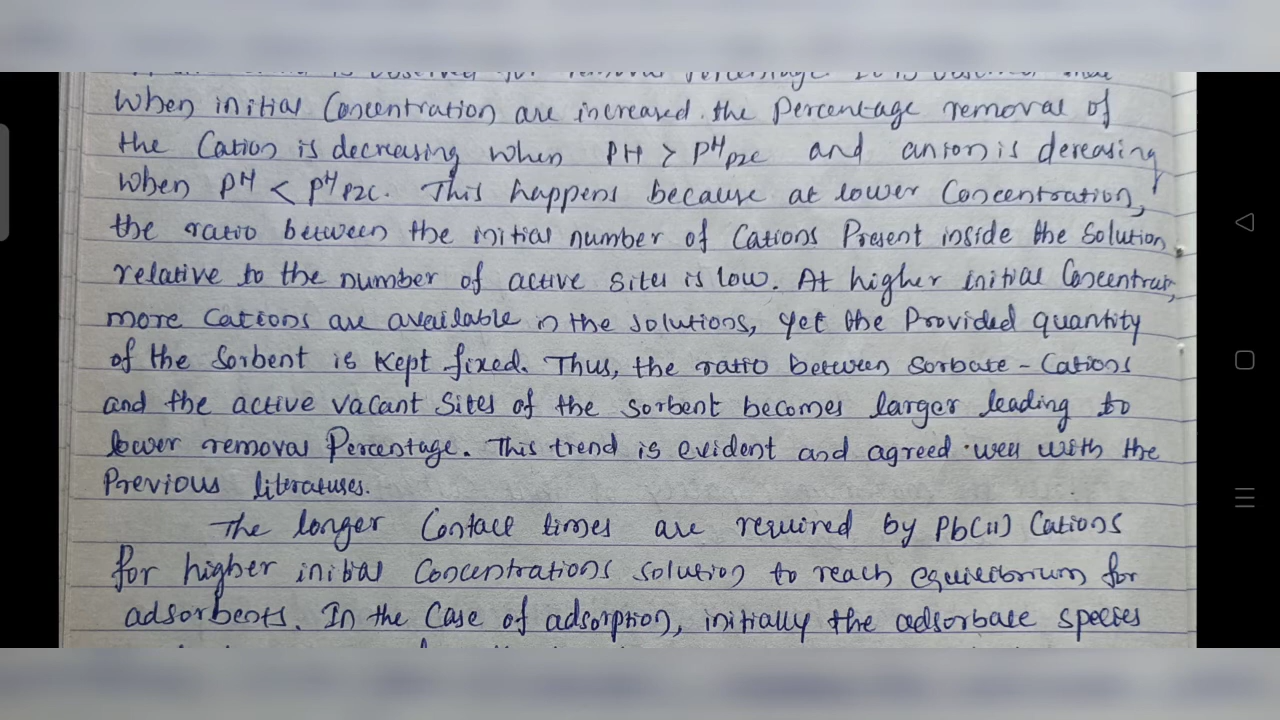 when initial Concentration are increased. the percentage removal of
the Cation is decreasing when PH > PHpzc and anion is dereasing
when PH < PHpzc. This happens because at lower Concentration,
the ratio between the initial number of Cations Present inside the Solution
relative to the number of active Sites is low. At higher initial Concentrat,
more Cations are available in the solutions, yet the Provided quantity
of the Sorbent is Kept fixed. Thus, the ratio between Sorbate - Cations
and the active vacant Sites of the sorbent becomes larger leading to
lower removal Percentage. This trend is evident and agreed well with the
Previous literatures.
The longer Contact times are required by Pb(II) Cations
for higher initial Concentrations solution to reach equilibrium for
adsorbents. In the Case of adsorption, initially the adsorbate species